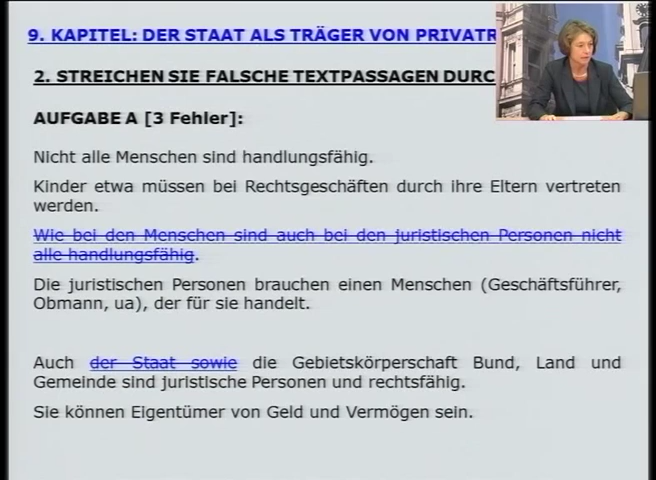 9. KAPITEL: DER STAAT ALS TRÄGER VON
2. STREICHEN SIE FALSCHE TEXTPASSAGEN
AUFGABE A [3 Fehler]:
Nicht alle Menschen sind handlungsfähig.
Kinder etwa müssen bei Rechtsgeschäften durch ihre Eltern vertreten
werden.
Wie bei den Menschen sind auch bei den juristischen Personen nicht
alle handlungsfähig.
Die juristischen Personen brauchen einen Menschen (Geschäftsführer,
Obmann, ua), der für sie handelt.
Auch der Staat sowie die Gebietskörperschaft Bund, Land und
Gemeinde sind juristische Personen und rechtsfähig.
Sie können Eigentümer von Geld und Vermögen sein.